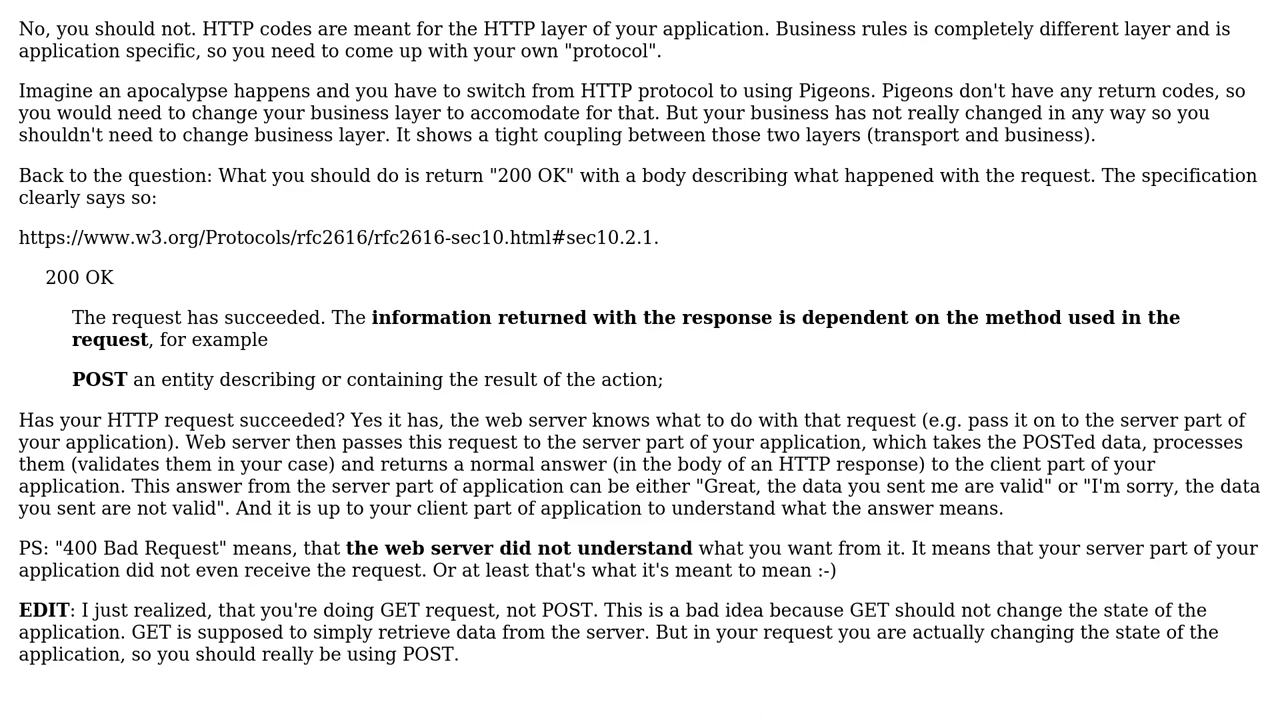 No, you should not. HTTP codes are meant for the HTTP layer of your application. Business rules is completely different layer and is
application specific, so you need to come up with your own "protocol".
Imagine an apocalypse happens and you have to switch from HTTP protocol to using Pigeons. Pigeons don't have any return codes, so
you would need to change your business layer to accomodate for that. But your business has not really changed in any way so you
shouldn't need to change business layer. It shows a tight coupling between those two layers (transport and business).
Back to the question: What you should do is return "200 OK" with a body describing what happened with the request. The specification
clearly says so:
https://www.w3.org/Protocols/rfc2616/rfc2616-sec10.html#sec10.2.1.
200 OK
The request has succeeded. The information returned with the response is dependent on the method used in the
request, for example
POST an entity describing or containing the result of the action;
Has your HTTP request succeeded? Yes it has, the web server knows what to do with that request (e.g. pass it on to the server part of
your application). Web server then passes this request to the server part of your application, which takes the POSTed data, processes
them (validates them in your case) and returns a normal answer (in the body of an HTTP response) to the client part of your
application. This answer from the server part of application can be either "Great, the data you sent me are valid" or "I'm sorry, the data
you sent are not valid". And it is up to your client part of application to understand what the answer means.
PS: "400 Bad Request" means, that the web server did not understand what you want from it. It means that your server part of your
application did not even receive the request. Or at least that's what it's meant to mean :-)
EDIT: I just realized, that you're doing GET request, not POST. This is a bad idea because GET should not change the state of the
application. GET is supposed to simply retrieve data from the server. But in your request you are actually changing the state of the
application, so you should really be using POST.